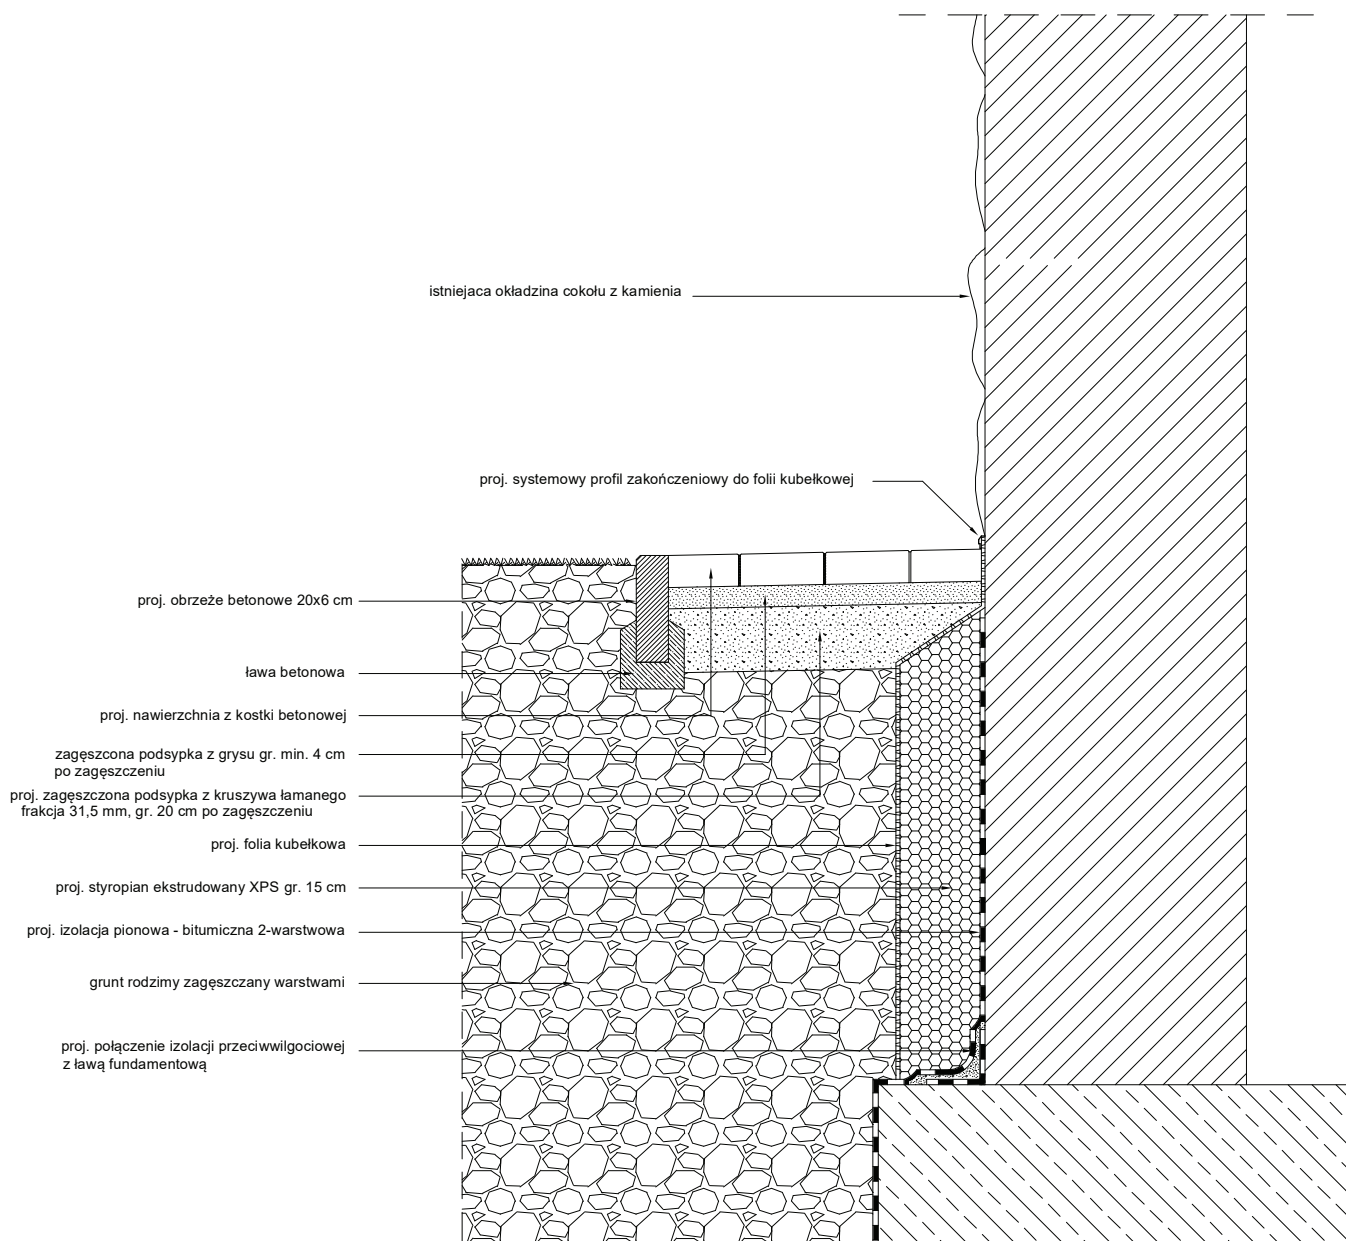 istniejaca okładzina cokołu z kamienia
proj. systemowy profil zakończeniowy do folii kubełkowej
proj. obrzeże betonowe 20x6 cm
ława betonowa
proj. nawierzchnia z kostki betonowej
zagęszcona podsypka z grysu gr. min. 4 cm
po zagęszczeniu
proj. zagęszczona podsypka z kruszywa łamanego
frakcja 31,5 mm, gr. 20 cm po zagęszczeniu
proj. folia kubełkowa
proj. styropian ekstrudowany XPS gr. 15 cm
proj. izolacja pionowa - bitumiczna 2-warstwowa
grunt rodzimy zagęszczany warstwami
proj. połączenie izolacji przeciwwilgociowej
z ławą fundamentową